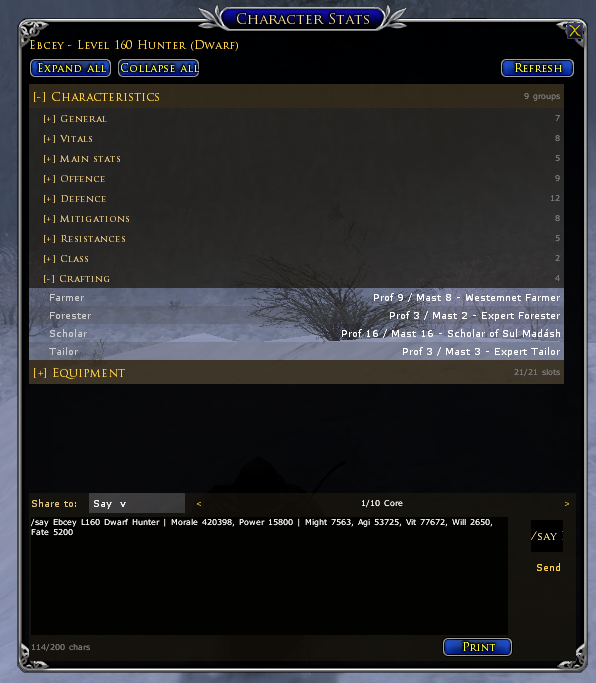 Character Stats
X
Ebcey - Level 160 Hunter (Dwarf)
Expand all Collapse all Refresh
[-] Characteristics 9 groups
[+] General 7
[+] Vitals 8
[+] Main stats 5
[+] Offence 9
[+] Defence 12
[+] Mitigations 8
[+] Resistances 5
[+] Class 2
[-] Crafting 4
Farmer Prof 9 / Mast 8 - Westemnet Farmer
Forester Prof 3 / Mast 2 - Expert Forester
Scholar Prof 16 / Mast 16 - Scholar of Sul Madásh
Tailor Prof 3 / Mast 3 - Expert Tailor
[+] Equipment 21/21 slots
Share to: Say v < 1/10 Core >
/say Ebcey L160 Dwarf Hunter | Morale 420398, Power 15800 | Might 7563, Agi 53725, Vit 77672, Will 2650,
Fate 5200
/say
Send
114/200 chars
Print